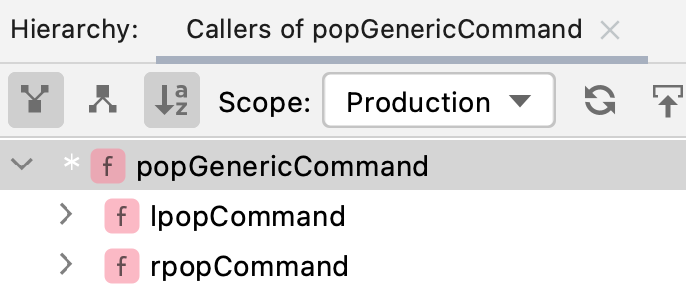 Hierarchy: Callers of popGenericCommand ×
Scope: Production
* f popGenericCommand
f lpopCommand
f rpopCommand